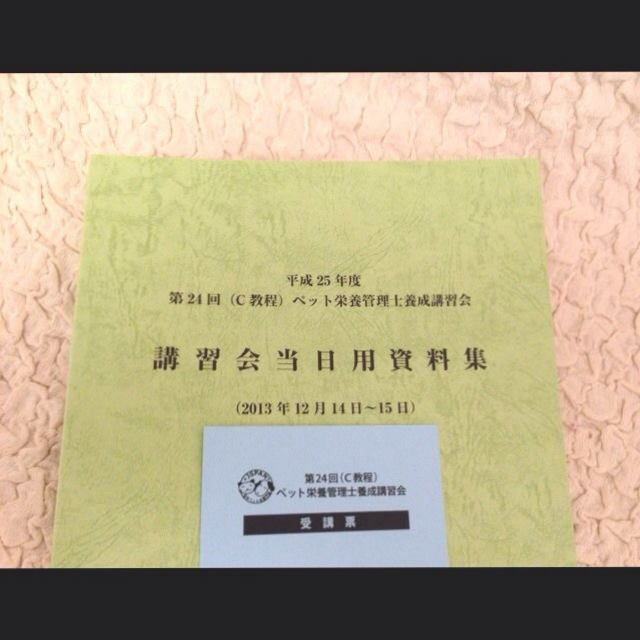 平成25年度
第24回（C教程）ペット栄養管理士養成講習会
講習会当日用資料集
（2013年12月14日～15日）
第24回（C教程）
ペット栄養管理士養成講習会
受講票